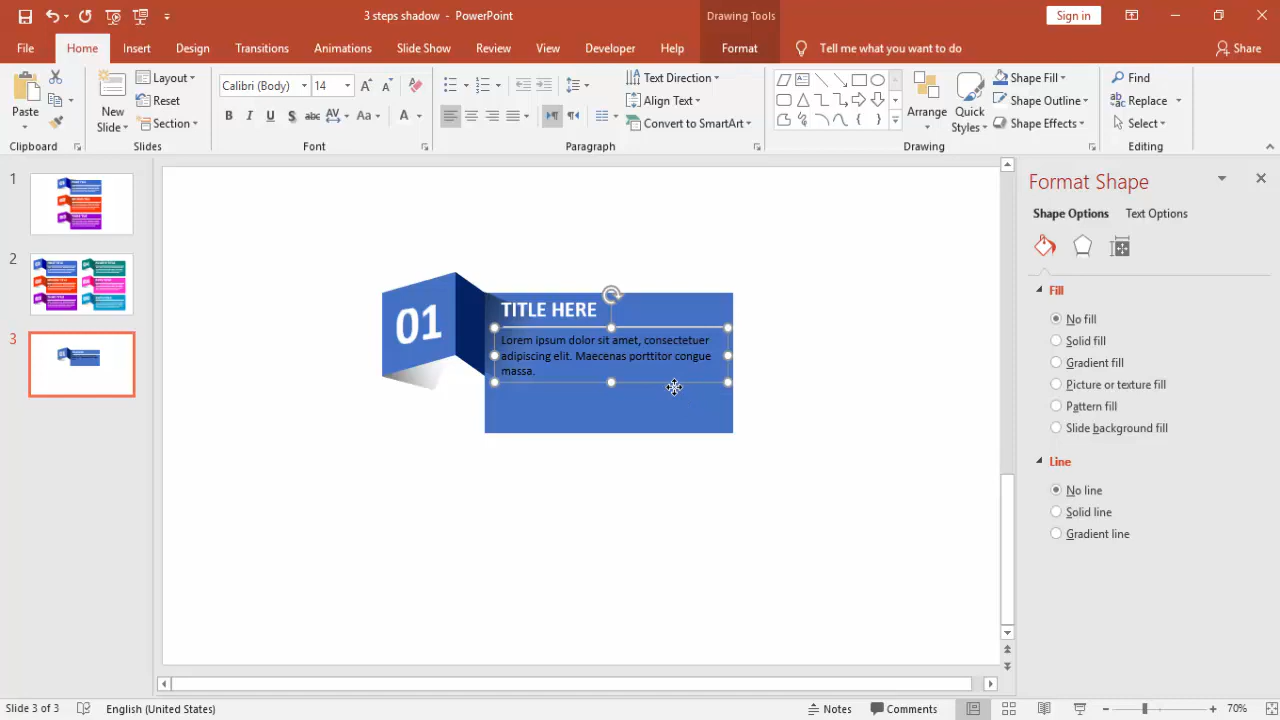 3 steps shadow - PowerPoint
Drawing Tools
Sign in
File Home Insert Design Transitions Animations Slide Show Review View Developer Help Format Tell me what you want to do Share
Paste
Clipboard
New
Slide
Layout
Reset
Section
Slides
Calibri (Body) 14
B I U S abc AV Aa A
Font
Text Direction
Align Text
Convert to SmartArt
Paragraph
Arrange
Quick
Styles
Shape Fill
Shape Outline
Shape Effects
Drawing
Find
Replace
Select
Editing
1
2
3
01
TITLE HERE
Lorem ipsum dolor sit amet, consectetuer
adipiscing elit. Maecenas porttitor congue
massa.
Format Shape
Shape Options Text Options
Fill
No fill
Solid fill
Gradient fill
Picture or texture fill
Pattern fill
Slide background fill
Line
No line
Solid line
Gradient line
Slide 3 of 3 English (United States) Notes Comments 70%